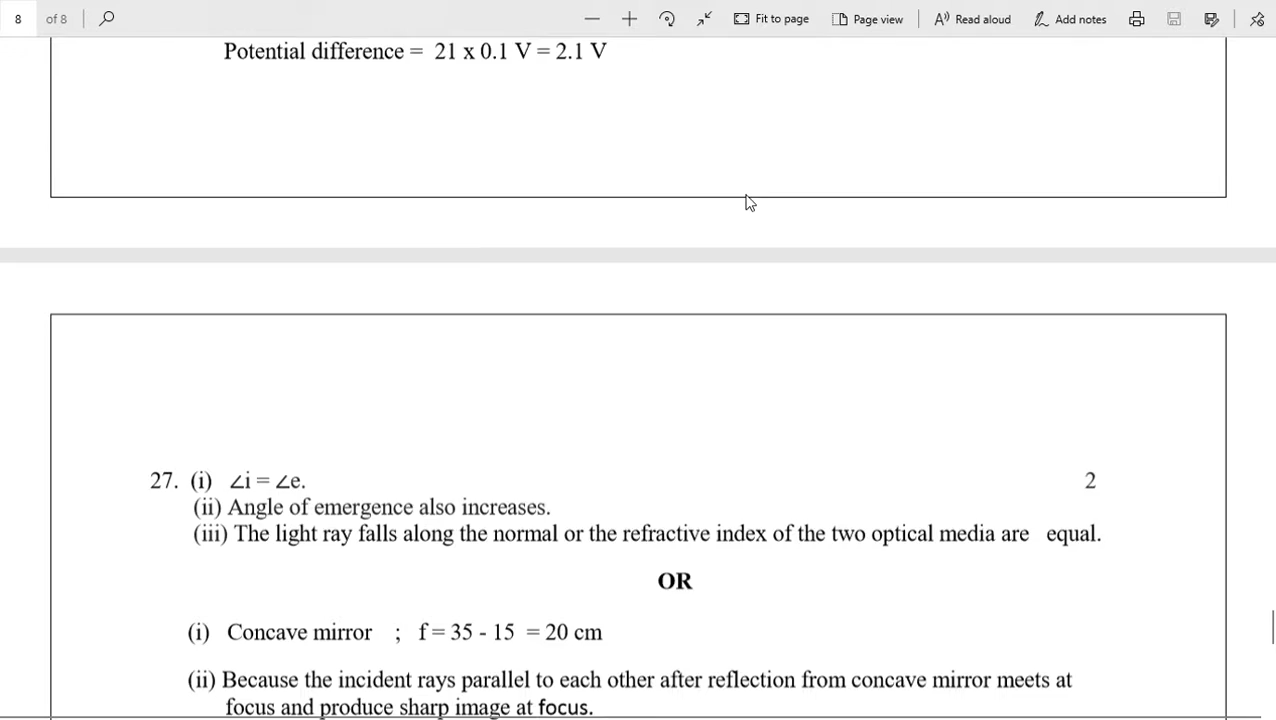 8 of 8 Fit to page Page view Read aloud Add notes
Potential difference = 21 x 0.1 V = 2.1 V
27. (i) ∠i = ∠e. 2
(ii) Angle of emergence also increases.
(iii) The light ray falls along the normal or the refractive index of the two optical media are equal.
OR
(i) Concave mirror ; f = 35 - 15 = 20 cm
(ii) Because the incident rays parallel to each other after reflection from concave mirror meets at
focus and produce sharp image at focus.